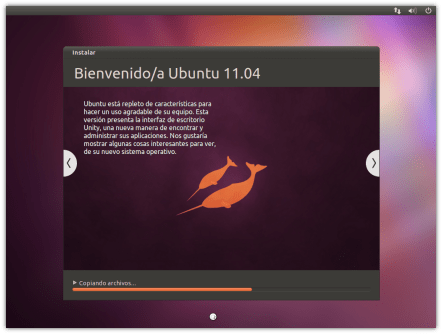 Instalar
Bienvenido/a Ubuntu 11.04
Ubuntu está repleto de características para
hacer un uso agradable de su equipo. Esta
versión presenta la interfaz de escritorio
Unity, una nueva manera de encontrar y
administrar sus aplicaciones. Nos gustaría
mostrar algunas cosas interesantes para ver,
de su nuevo sistema operativo.
Copiando archivos...